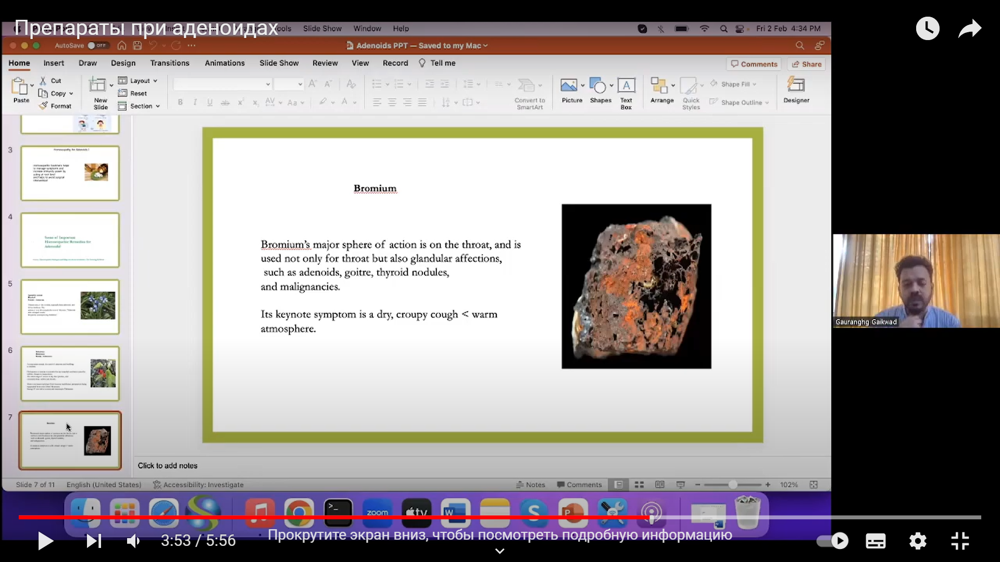 Препараты при аденоидах
Tools
Slide Show
Window
Help
Fri 2 Feb 4:34 PM
AutoSave
OFF
Adenoids PPT — Saved to my Mac
Home
Insert
Draw
Design
Transitions
Animations
Slide Show
Review
View
Record
Tell me
Comments
Share
Paste
Cut
Copy
Format
New
Slide
Layout
Reset
Section
Convert to
SmartArt
Picture
Shapes
Text
Box
Arrange
Quick
Styles
Shape Fill
Shape Outline
Designer
3
4
5
6
7
Bromium
Bromium's major sphere of action is on the throat, and is
used not only for throat but also glandular affections,
such as adenoids, goitre, thyroid nodules,
and malignancies.
Its keynote symptom is a dry, croupy cough < warm
atmosphere.
Gauranghg Gaikwad
Click to add notes
Slide 7 of 11
English (United States)
Accessibility: Investigate
Notes
Comments
102%
zoom
tv
3:53 / 5:56
Прокрутите экран вниз, чтобы посмотреть подробную информацию